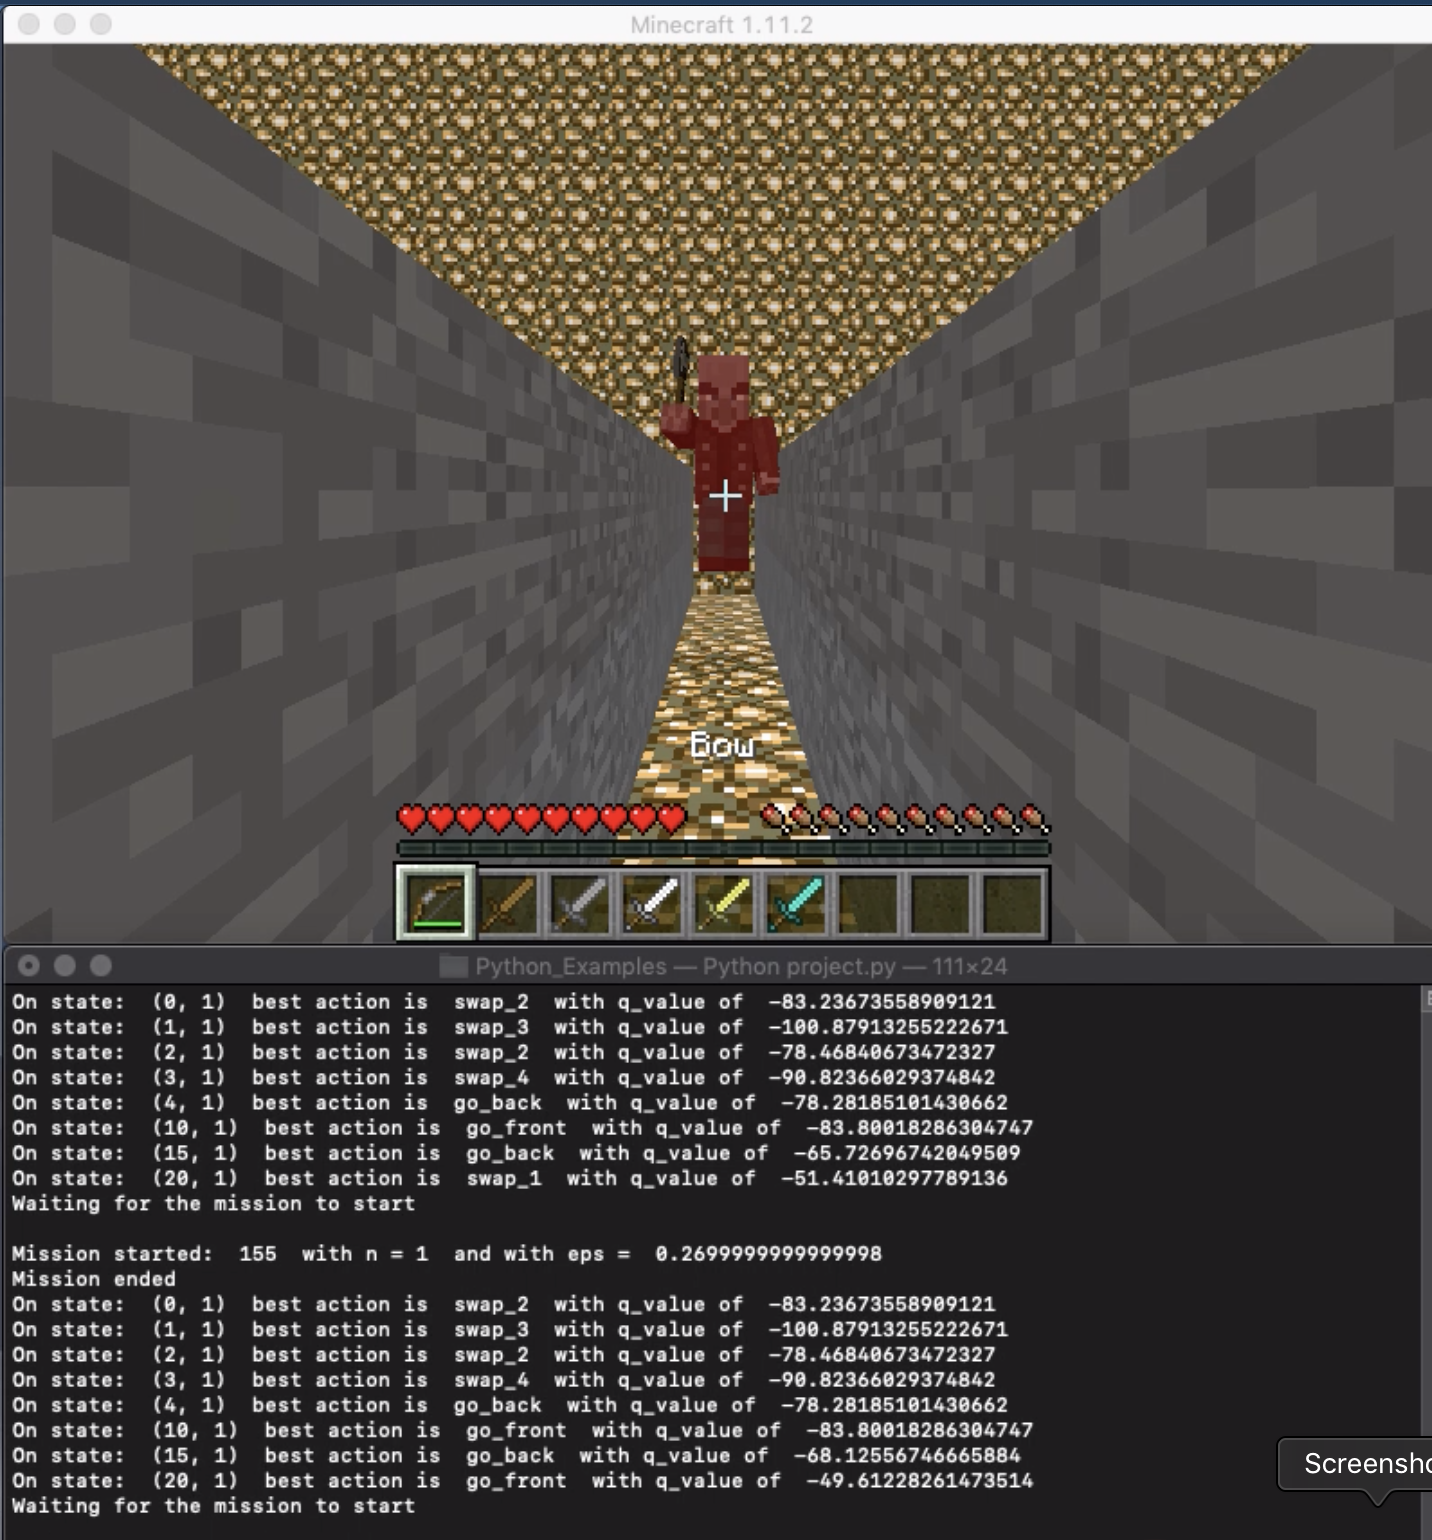 Minecraft 1.11.2
Bow
Python_Examples — Python project.py — 111×24
On state:  (0, 1)  best action is  swap_2  with q_value of  -83.23673558909121
On state:  (1, 1)  best action is  swap_3  with q_value of  -100.87913255222671
On state:  (2, 1)  best action is  swap_2  with q_value of  -78.46840673472327
On state:  (3, 1)  best action is  swap_4  with q_value of  -90.82366029374842
On state:  (4, 1)  best action is  go_back  with q_value of  -78.28185101430662
On state:  (10, 1)  best action is  go_front  with q_value of  -83.80018286304747
On state:  (15, 1)  best action is  go_back  with q_value of  -65.72696742049509
On state:  (20, 1)  best action is  swap_1  with q_value of  -51.41010297789136
Waiting for the mission to start
Mission started:  155  with n = 1  and with eps =  0.2699999999999998
Mission ended
On state:  (0, 1)  best action is  swap_2  with q_value of  -83.23673558909121
On state:  (1, 1)  best action is  swap_3  with q_value of  -100.87913255222671
On state:  (2, 1)  best action is  swap_2  with q_value of  -78.46840673472327
On state:  (3, 1)  best action is  swap_4  with q_value of  -90.82366029374842
On state:  (4, 1)  best action is  go_back  with q_value of  -78.28185101430662
On state:  (10, 1)  best action is  go_front  with q_value of  -83.80018286304747
On state:  (15, 1)  best action is  go_back  with q_value of  -68.12556746665884
On state:  (20, 1)  best action is  go_front  with q_value of  -49.61228261473514
Waiting for the mission to start